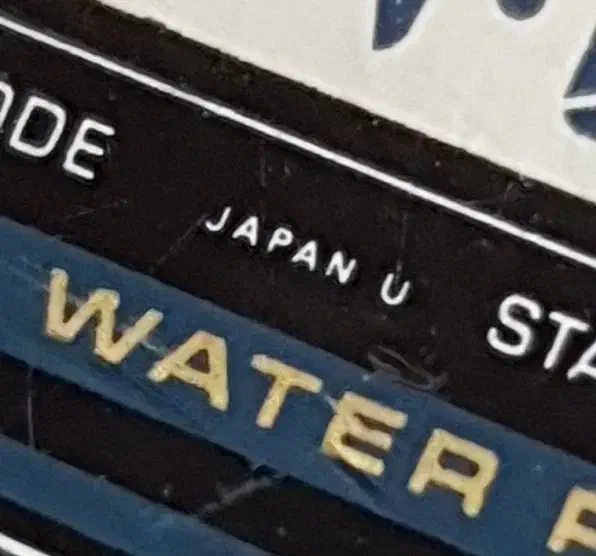 ODE
JAPAN U
STA
WATER R